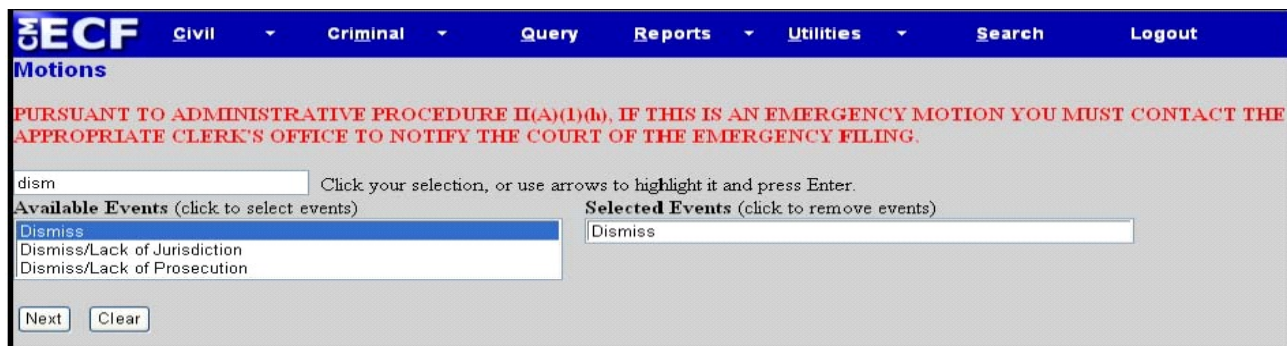 CM ECF Civil Criminal Query Reports Utilities Search Logout
Motions
PURSUANT TO ADMINISTRATIVE PROCEDURE II(A)(1)(h), IF THIS IS AN EMERGENCY MOTION YOU MUST CONTACT THE
APPROPRIATE CLERK'S OFFICE TO NOTIFY THE COURT OF THE EMERGENCY FILING.
dism Click your selection, or use arrows to highlight it and press Enter.
Available Events (click to select events) Selected Events (click to remove events)
Dismiss Dismiss
Dismiss/Lack of Jurisdiction
Dismiss/Lack of Prosecution
Next Clear